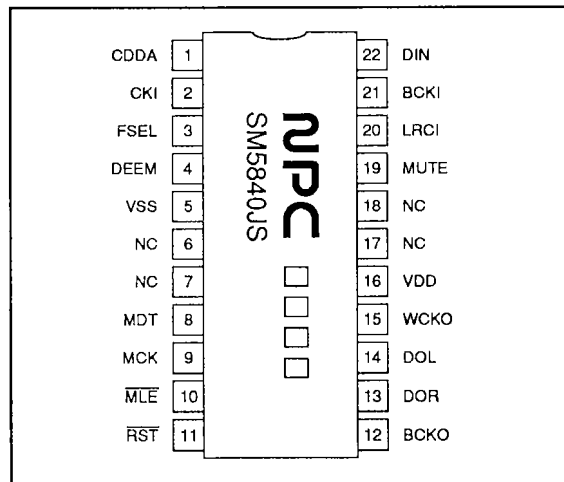 CDDA 1 22 DIN
CKI 2 21 BCKI
FSEL 3 20 LRCI
DEEM 4 19 MUTE
VSS 5 18 NC
NC 6 17 NC
NC 7 16 VDD
MDT 8 15 WCKO
MCK 9 14 DOL
MLE 10 13 DOR
RST 11 12 BCKO
NPC
SM5840JS